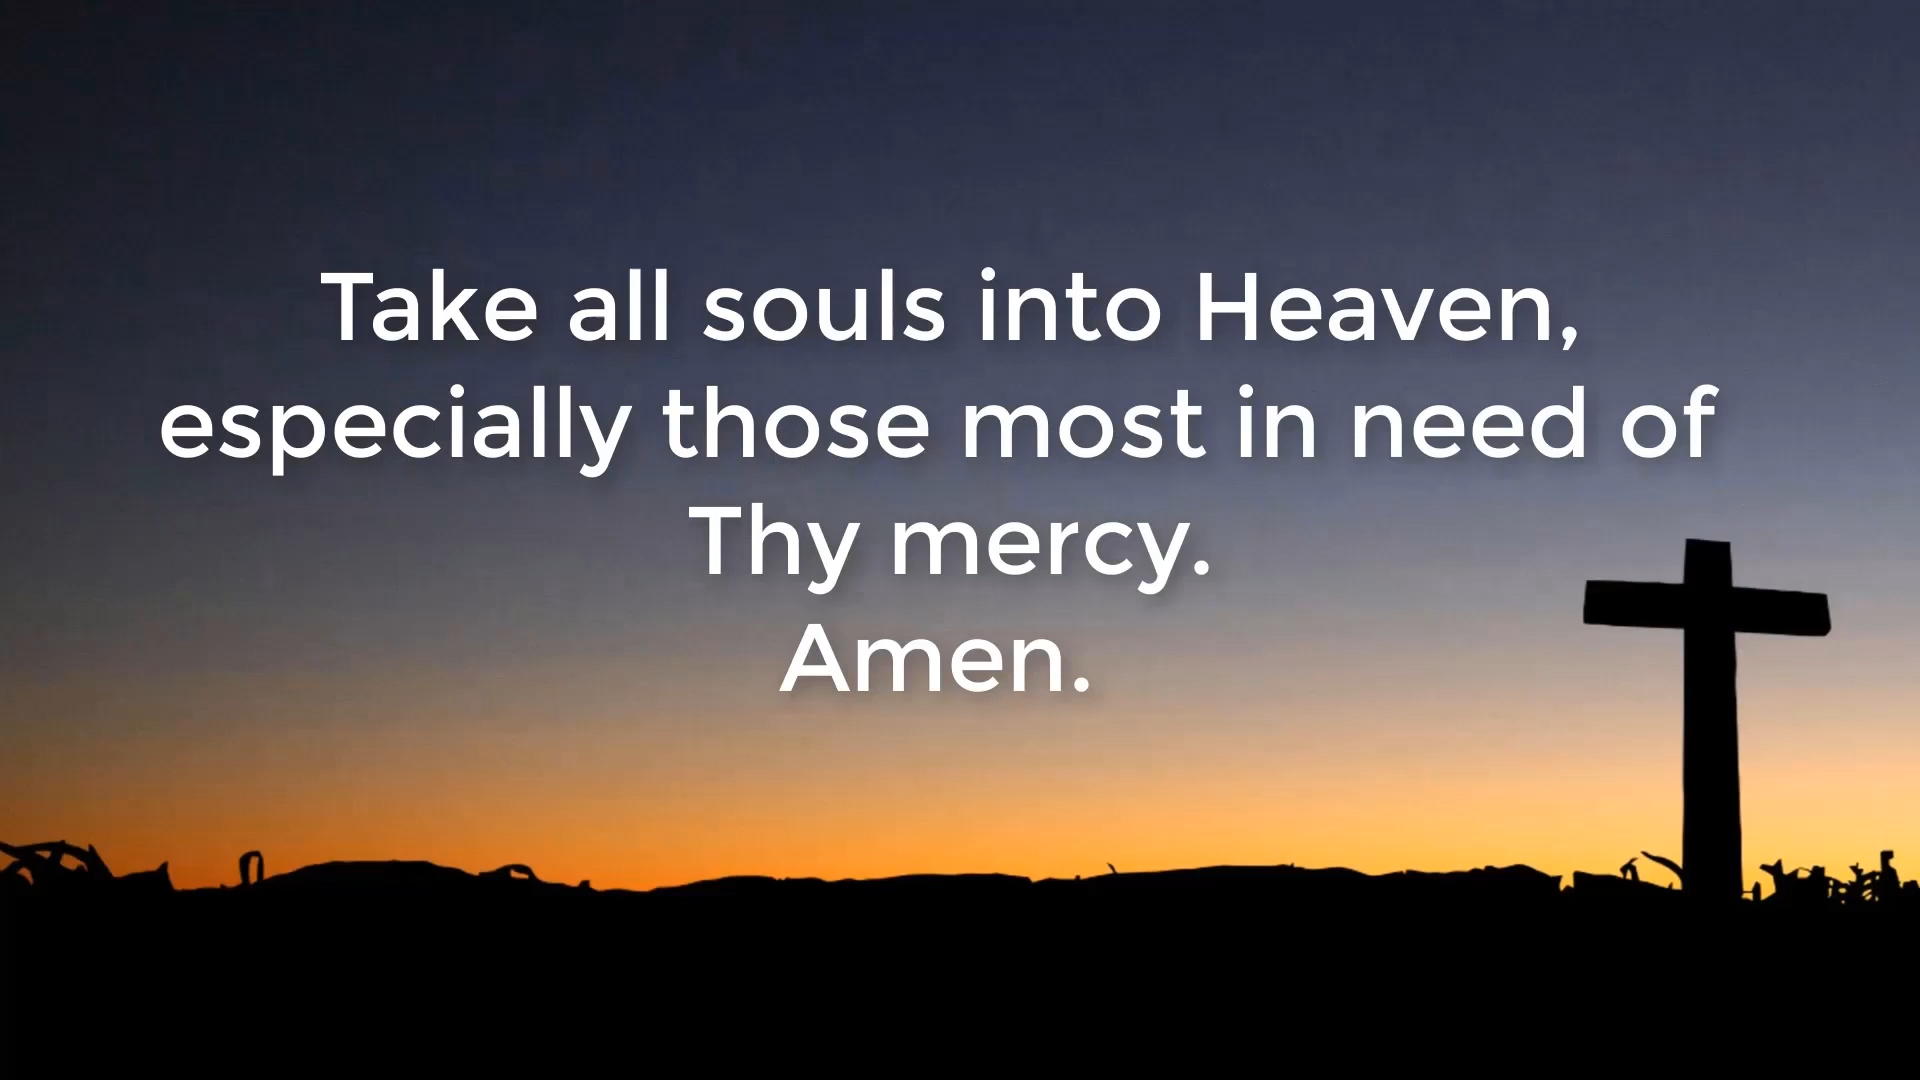 Take all souls into Heaven,
especially those most in need of
Thy mercy.
Amen.